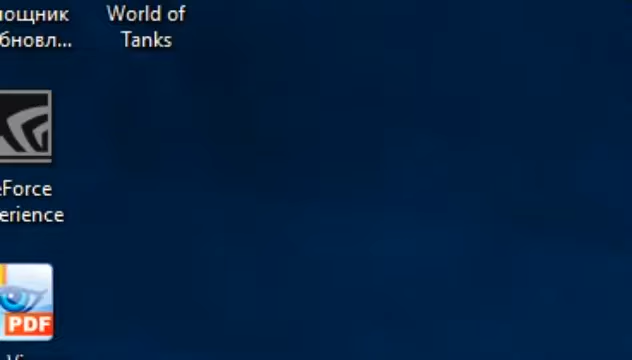 ощник
бновл...
World of
Tanks
eForce
erience
PDF